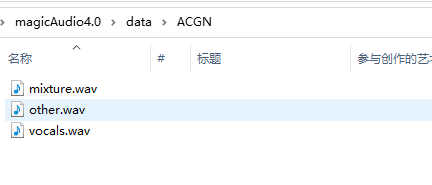 magicAudio4.0 > data > ACGN
名称 # 标题 参与创作的艺
mixture.wav
other.wav
vocals.wav